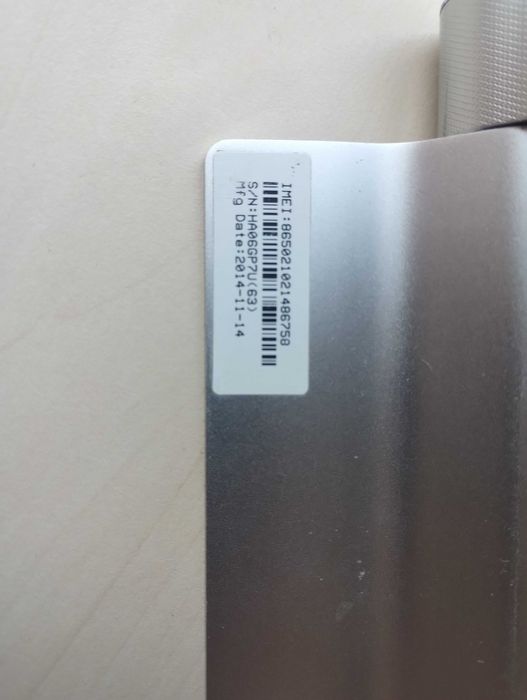 IMEI:865021021486758
S/N:HA06GP7U(63)
Mfg Date:2014-11-14